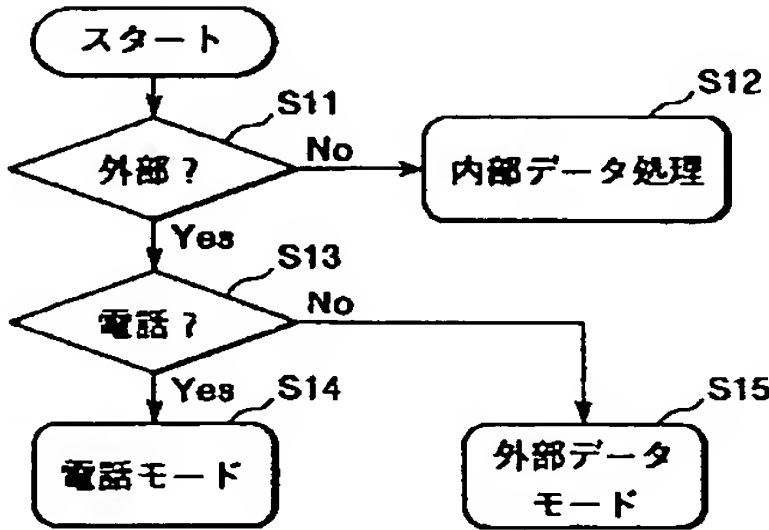 スタート
S11
S12
外部？
No
内部データ処理
Yes
S13
電話？
No
Yes
S14
S15
電話モード
外部データ
モード